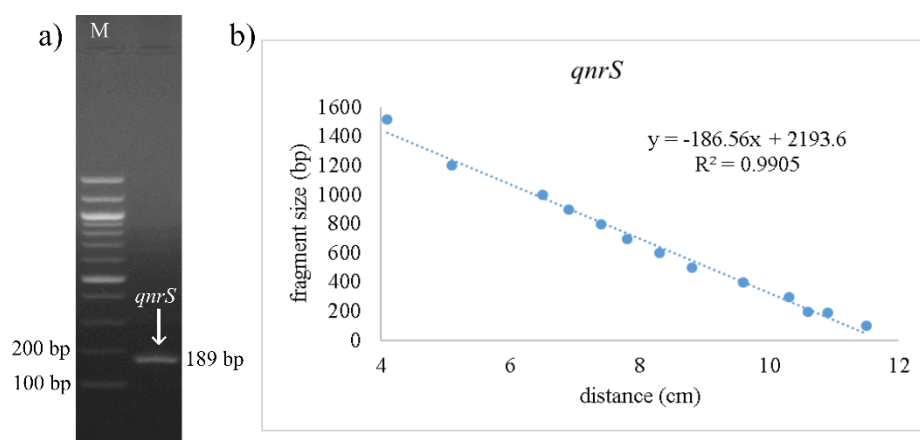 a)
M
qnrS
200 bp
189 bp
100 bp
b)
qnrS
y = -186.56x + 2193.6
R² = 0.9905
fragment size (bp)
1600
1400
1200
1000
800
600
400
200
0
4 6 8 10 12
distance (cm)